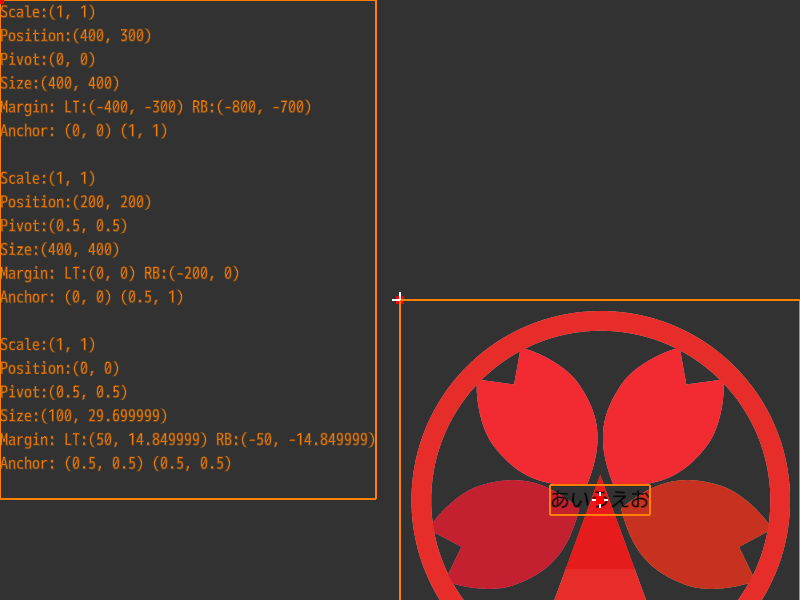 Scale:(1, 1)
Position:(400, 300)
Pivot:(0, 0)
Size:(400, 400)
Margin: LT:(-400, -300) RB:(-800, -700)
Anchor: (0, 0) (1, 1)
Scale:(1, 1)
Position:(200, 200)
Pivot:(0.5, 0.5)
Size:(400, 400)
Margin: LT:(0, 0) RB:(-200, 0)
Anchor: (0, 0) (0.5, 1)
Scale:(1, 1)
Position:(0, 0)
Pivot:(0.5, 0.5)
Size:(100, 29.699999)
Margin: LT:(50, 14.849999) RB:(-50, -14.849999)
Anchor: (0.5, 0.5) (0.5, 0.5)
あいうえお